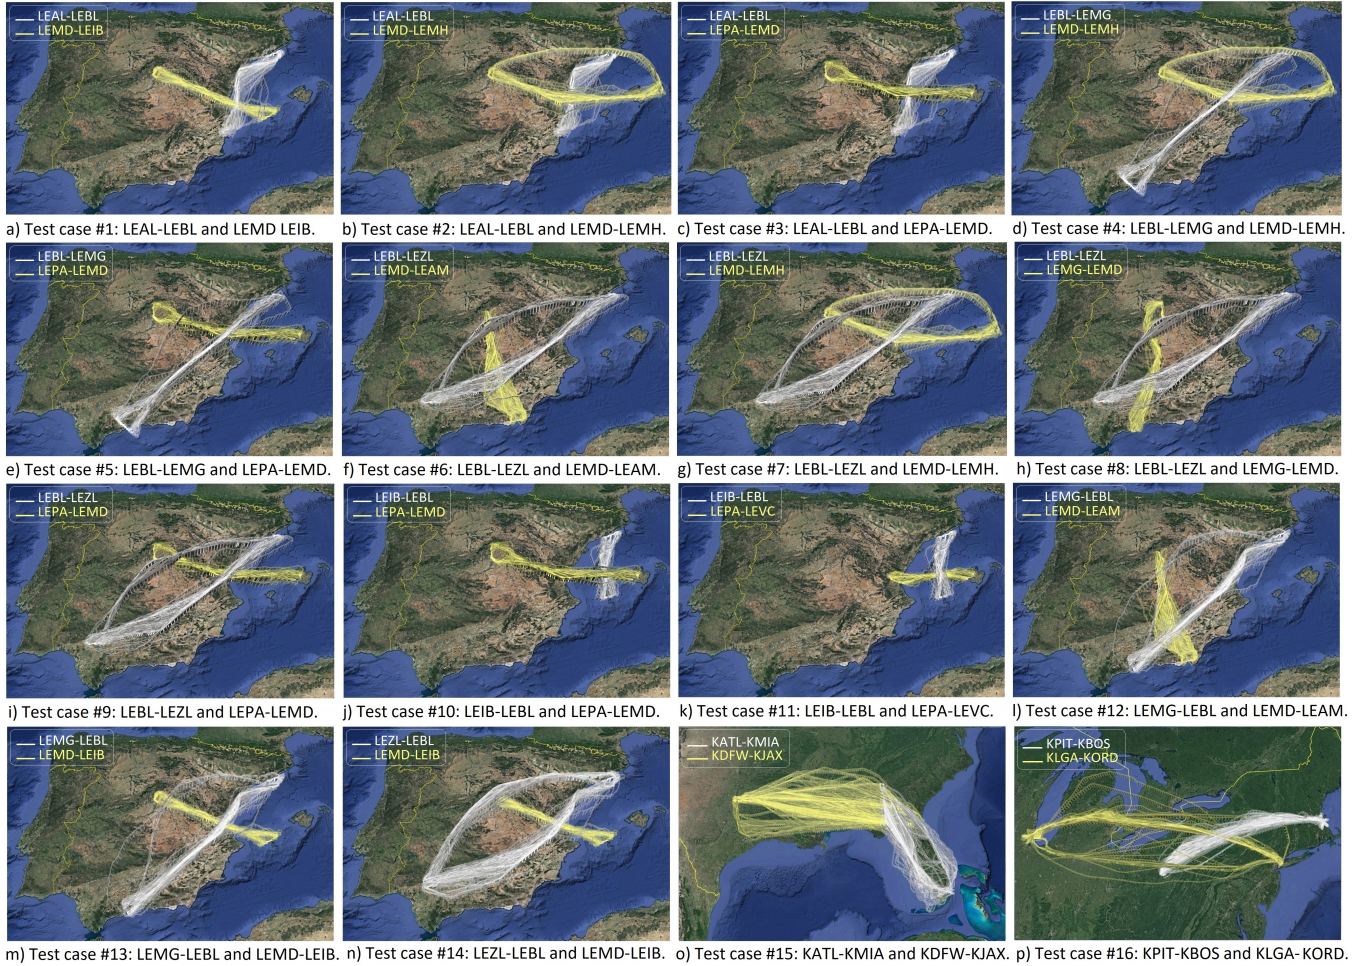 LEAL-LEBL
LEMD-LEIB
a) Test case #1: LEAL-LEBL and LEMD LEIB.
LEAL-LEBL
LEMD-LEMH
b) Test case #2: LEAL-LEBL and LEMD-LEMH.
LEAL-LEBL
LEPA-LEMD
c) Test case #3: LEAL-LEBL and LEPA-LEMD.
LEBL-LEMG
LEMD-LEMH
d) Test case #4: LEBL-LEMG and LEMD-LEMH.
LEBL-LEMG
LEPA-LEMD
e) Test case #5: LEBL-LEMG and LEPA-LEMD.
LEBL-LEZL
LEMD-LEAM
f) Test case #6: LEBL-LEZL and LEMD-LEAM.
LEBL-LEZL
LEMD-LEMH
g) Test case #7: LEBL-LEZL and LEMD-LEMH.
LEBL-LEZL
LEMG-LEMD
h) Test case #8: LEBL-LEZL and LEMG-LEMD.
LEBL-LEZL
LEPA-LEMD
i) Test case #9: LEBL-LEZL and LEPA-LEMD.
LEIB-LEBL
LEPA-LEMD
j) Test case #10: LEIB-LEBL and LEPA-LEMD.
LEIB-LEBL
LEPA-LEVC
k) Test case #11: LEIB-LEBL and LEPA-LEVC.
LEMG-LEBL
LEMD-LEAM
l) Test case #12: LEMG-LEBL and LEMD-LEAM.
LEMG-LEBL
LEMD-LEIB
m) Test case #13: LEMG-LEBL and LEMD-LEIB.
LEZL-LEBL
LEMD-LEIB
n) Test case #14: LEZL-LEBL and LEMD-LEIB.
KATL-KMIA
KDFW-KJAX
o) Test case #15: KATL-KMIA and KDFW-KJAX.
KPIT-KBOS
KLGA-KORD
p) Test case #16: KPIT-KBOS and KLGA-KORD.